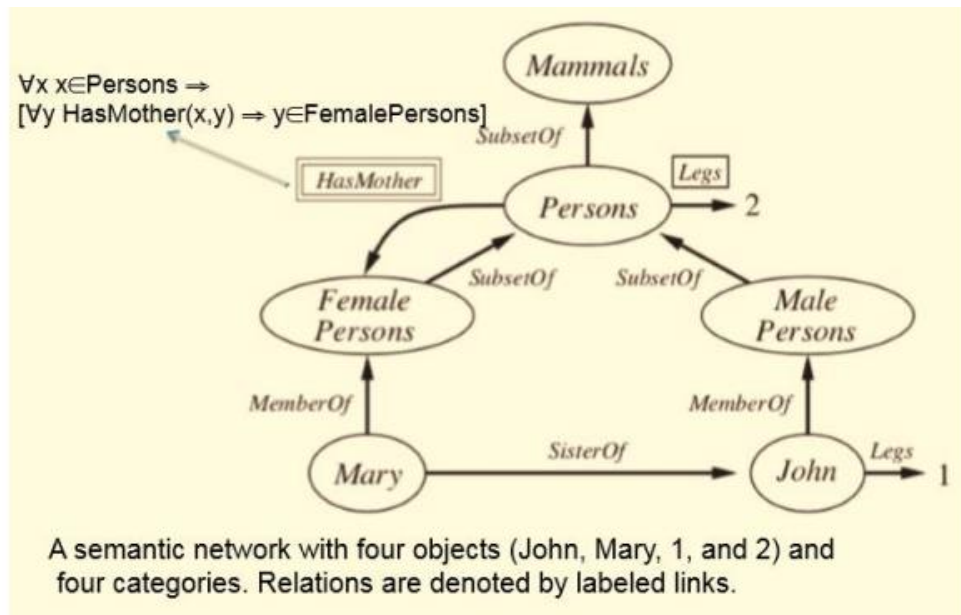 Mammals
∀x x∈Persons ⇒
[∀y HasMother(x,y) ⇒ y∈FemalePersons]
SubsetOf
HasMother
Legs
Persons
2
SubsetOf
SubsetOf
Female
Persons
Male
Persons
MemberOf
MemberOf
SisterOf
Legs
Mary
John
1
A semantic network with four objects (John, Mary, 1, and 2) and
four categories. Relations are denoted by labeled links.